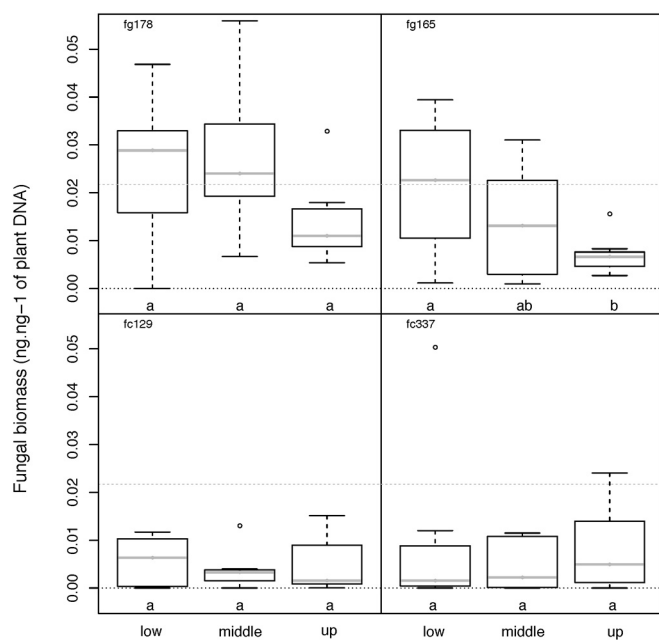 fg178 fg165
0.05
0.04
0.03
0.02
0.01
0.00
a a a a ab b
fc129 fc337
0.05
0.04
0.03
0.02
0.01
0.00
a a a a a a
low middle up low middle up
Fungal biomass (ng.ng−1 of plant DNA)